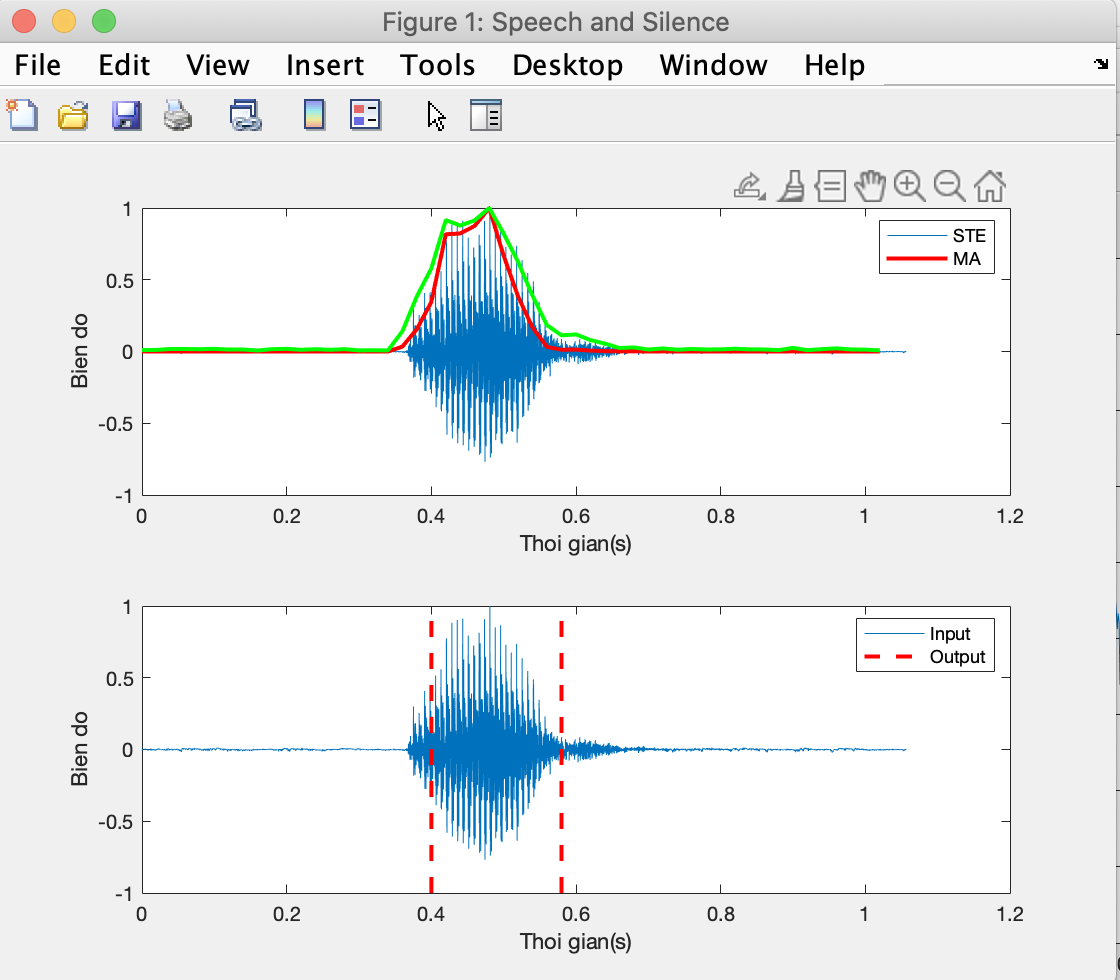 Figure 1: Speech and Silence
File Edit View Insert Tools Desktop Window Help
1
0.5
0
-0.5
-1
Bien do
STE
MA
0 0.2 0.4 0.6 0.8 1 1.2
Thoi gian(s)
1
0.5
0
-0.5
-1
Bien do
Input
Output
0 0.2 0.4 0.6 0.8 1 1.2
Thoi gian(s)